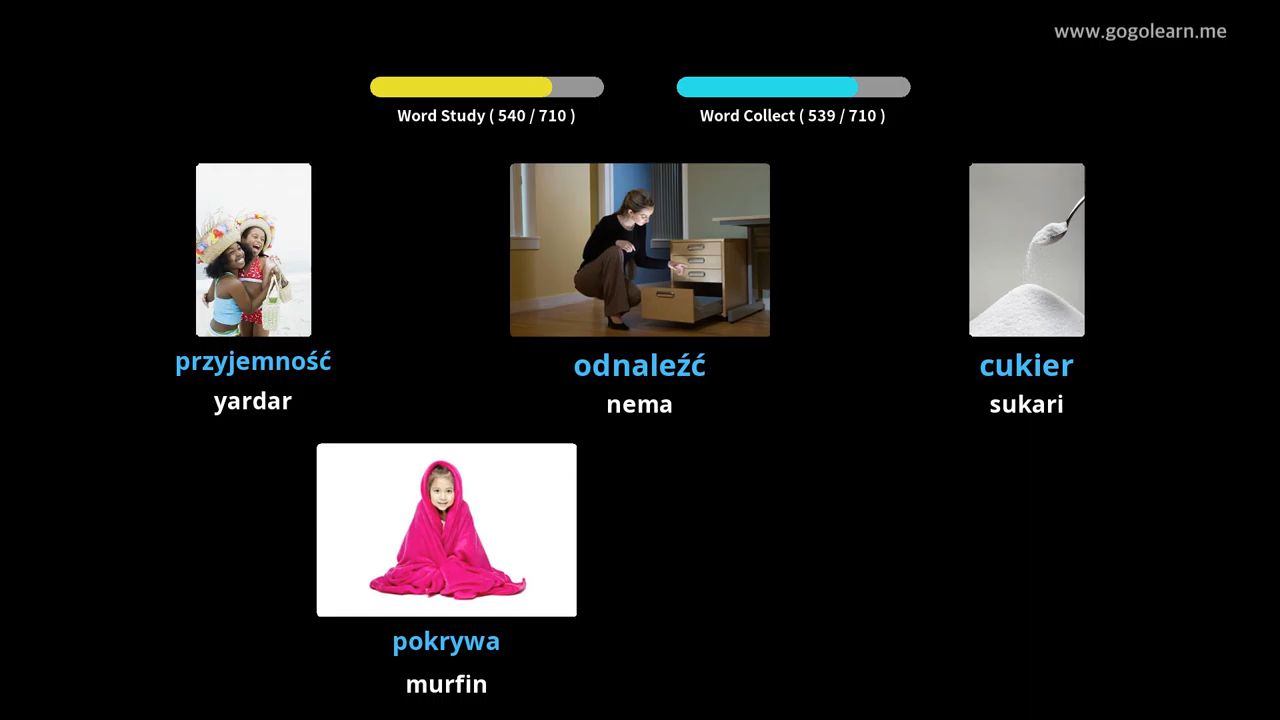 www.gogolearn.me
Word Study ( 540 / 710 )
Word Collect ( 539 / 710 )
przyjemność
yardar
odnaleźć
nema
cukier
sukari
pokrywa
murfin